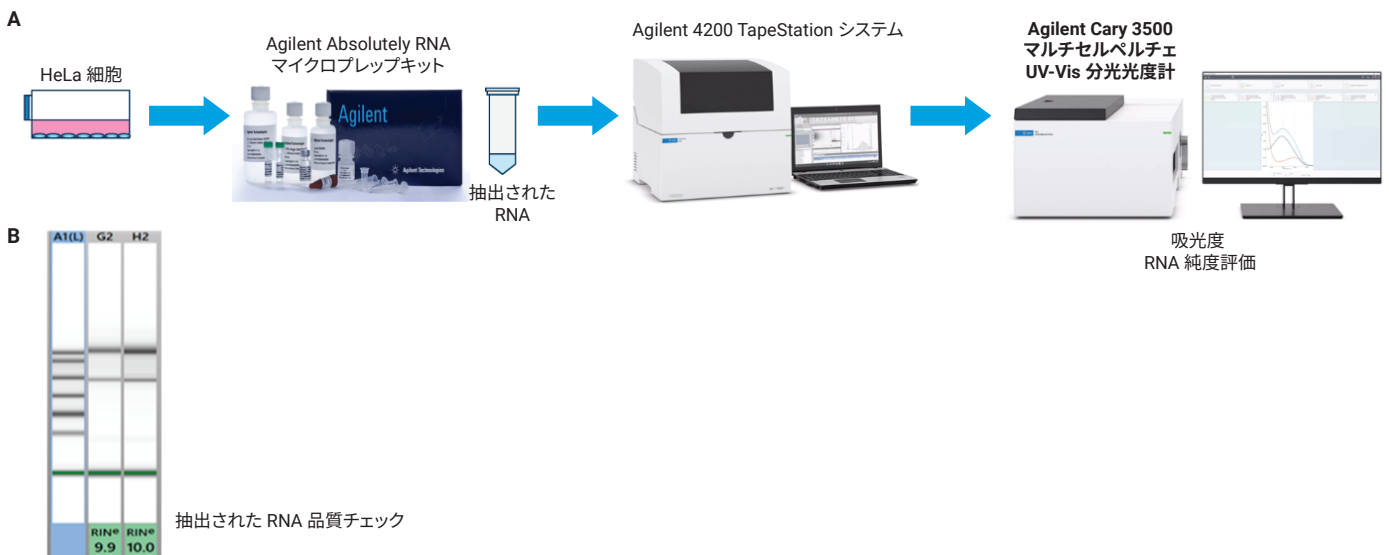 A
HeLa 細胞
Agilent Absolutely RNA
マイクロプレップキット
Agilent
Agilent Technologies
抽出された
RNA
Agilent 4200 TapeStation システム
Agilent Cary 3500
マルチセルペルチェ
UV-Vis 分光光度計
吸光度
RNA 純度評価
B
A1(L) G2 H2
RINe RINe
9.9 10.0
抽出された RNA 品質チェック